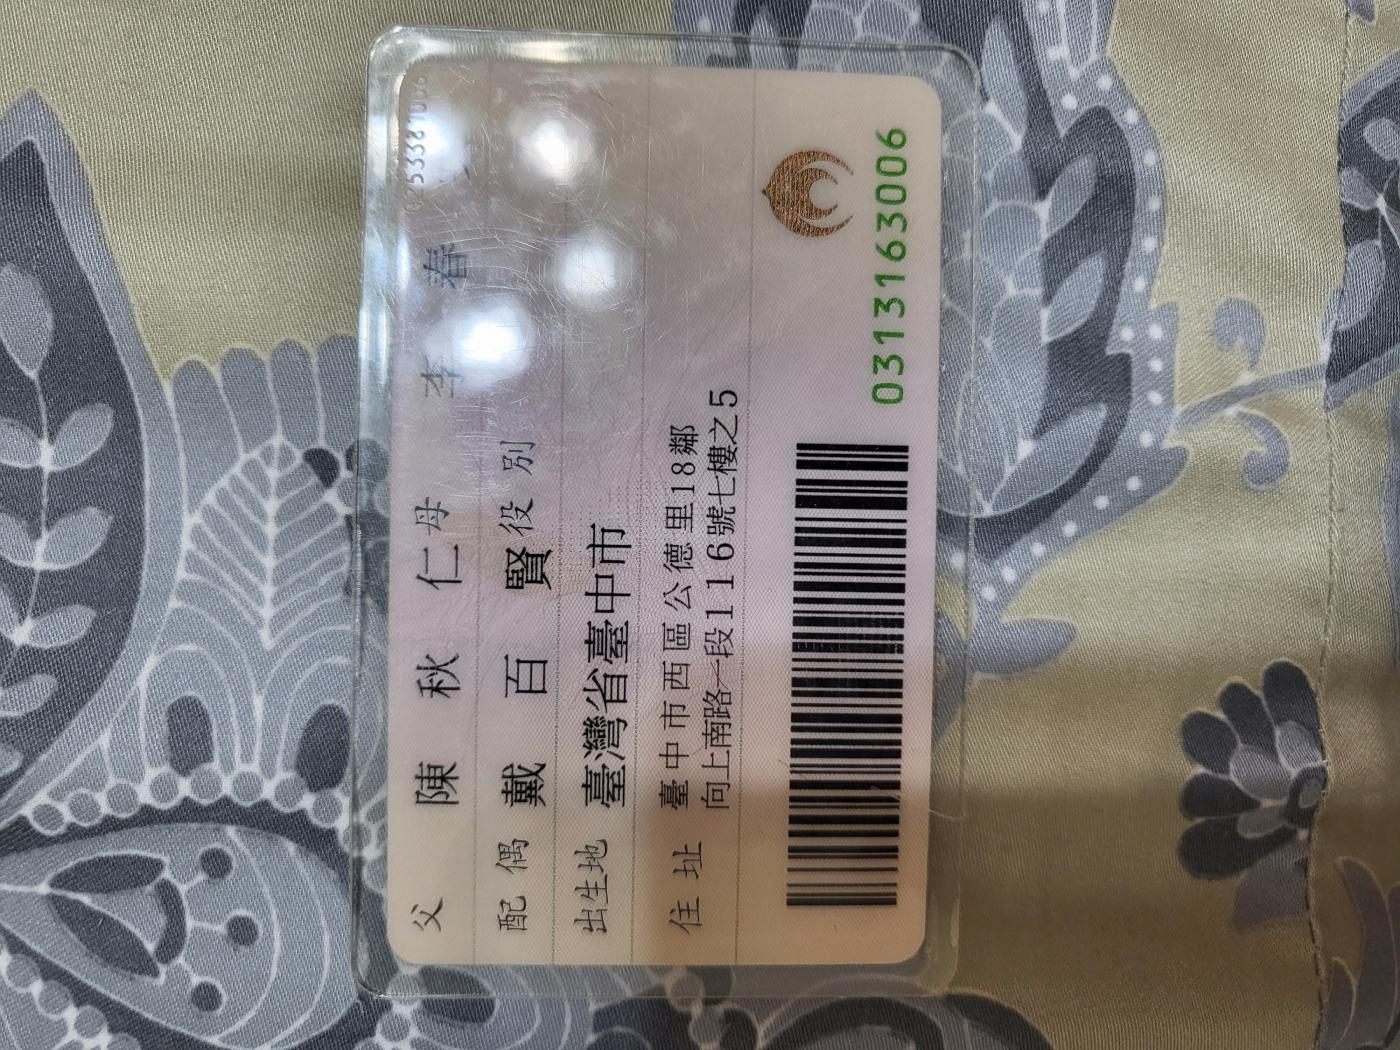 父 陳秋仁 母 李春
配偶 戴百賢 役別
出生地 臺灣省臺中市
住址 臺中市西區公德里18鄰
向上南路一段116號七樓之5
0313163006